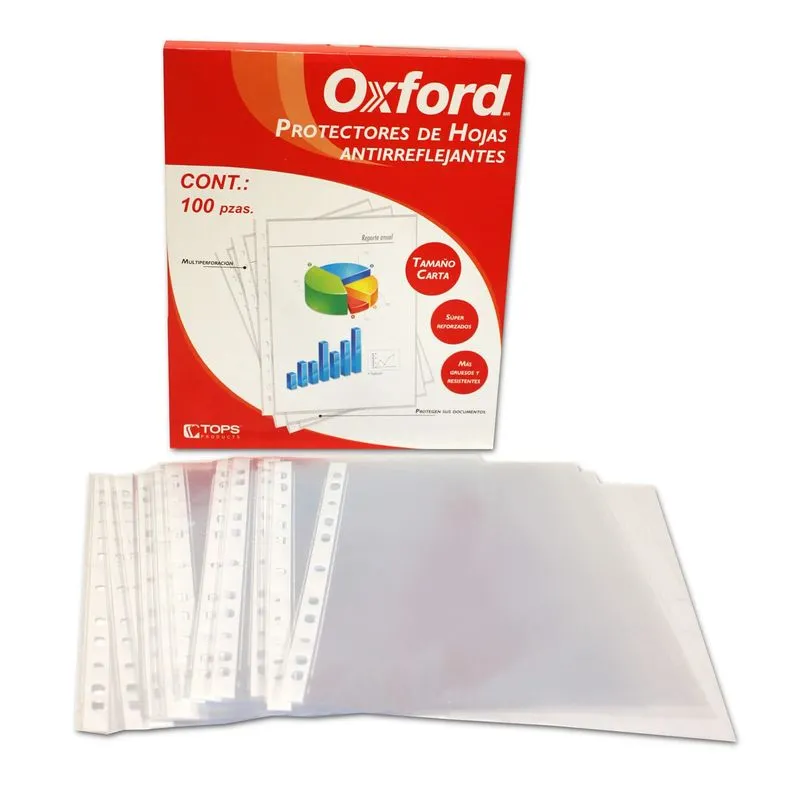 Oxford
PROTECTORES DE HOJAS
ANTIRREFLEJANTES
CONT.:
100 pzas.
Reporte anual
MULTIPERFORACIÓN
TAMAÑO
CARTA
SÚPER
REFORZADOS
MÁS
GRUESOS Y
RESISTENTES
PROTEGEN SUS DOCUMENTOS
TOPS
PRODUCTS